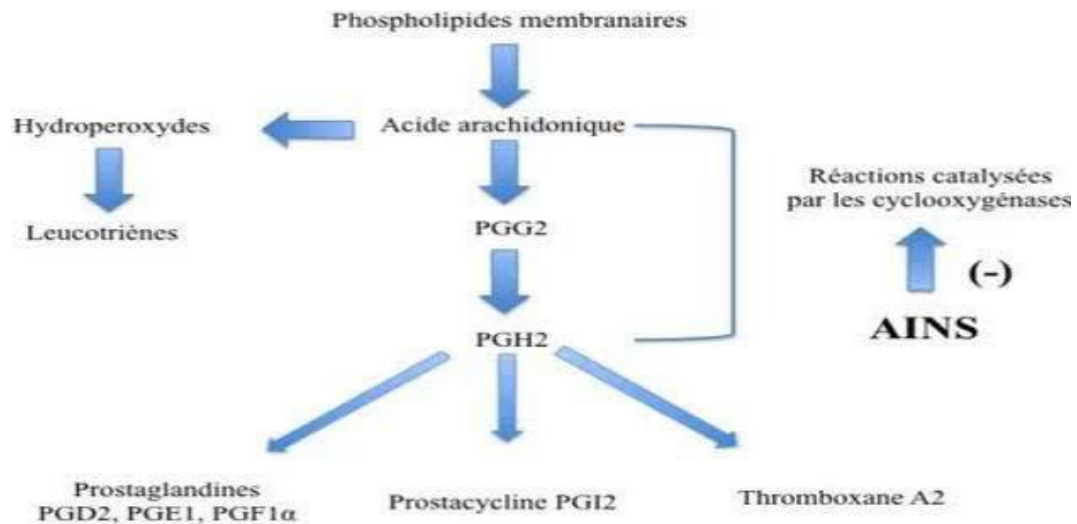 Phospholipides membranaires
Hydroperoxydes
Acide arachidonique
Réactions catalysées
par les cyclooxygénases
Leucotriènes
PGG2
(-)
AINS
PGH2
Prostaglandines
PGD2, PGE1, PGF1α
Prostacycline PGI2
Thromboxane A2